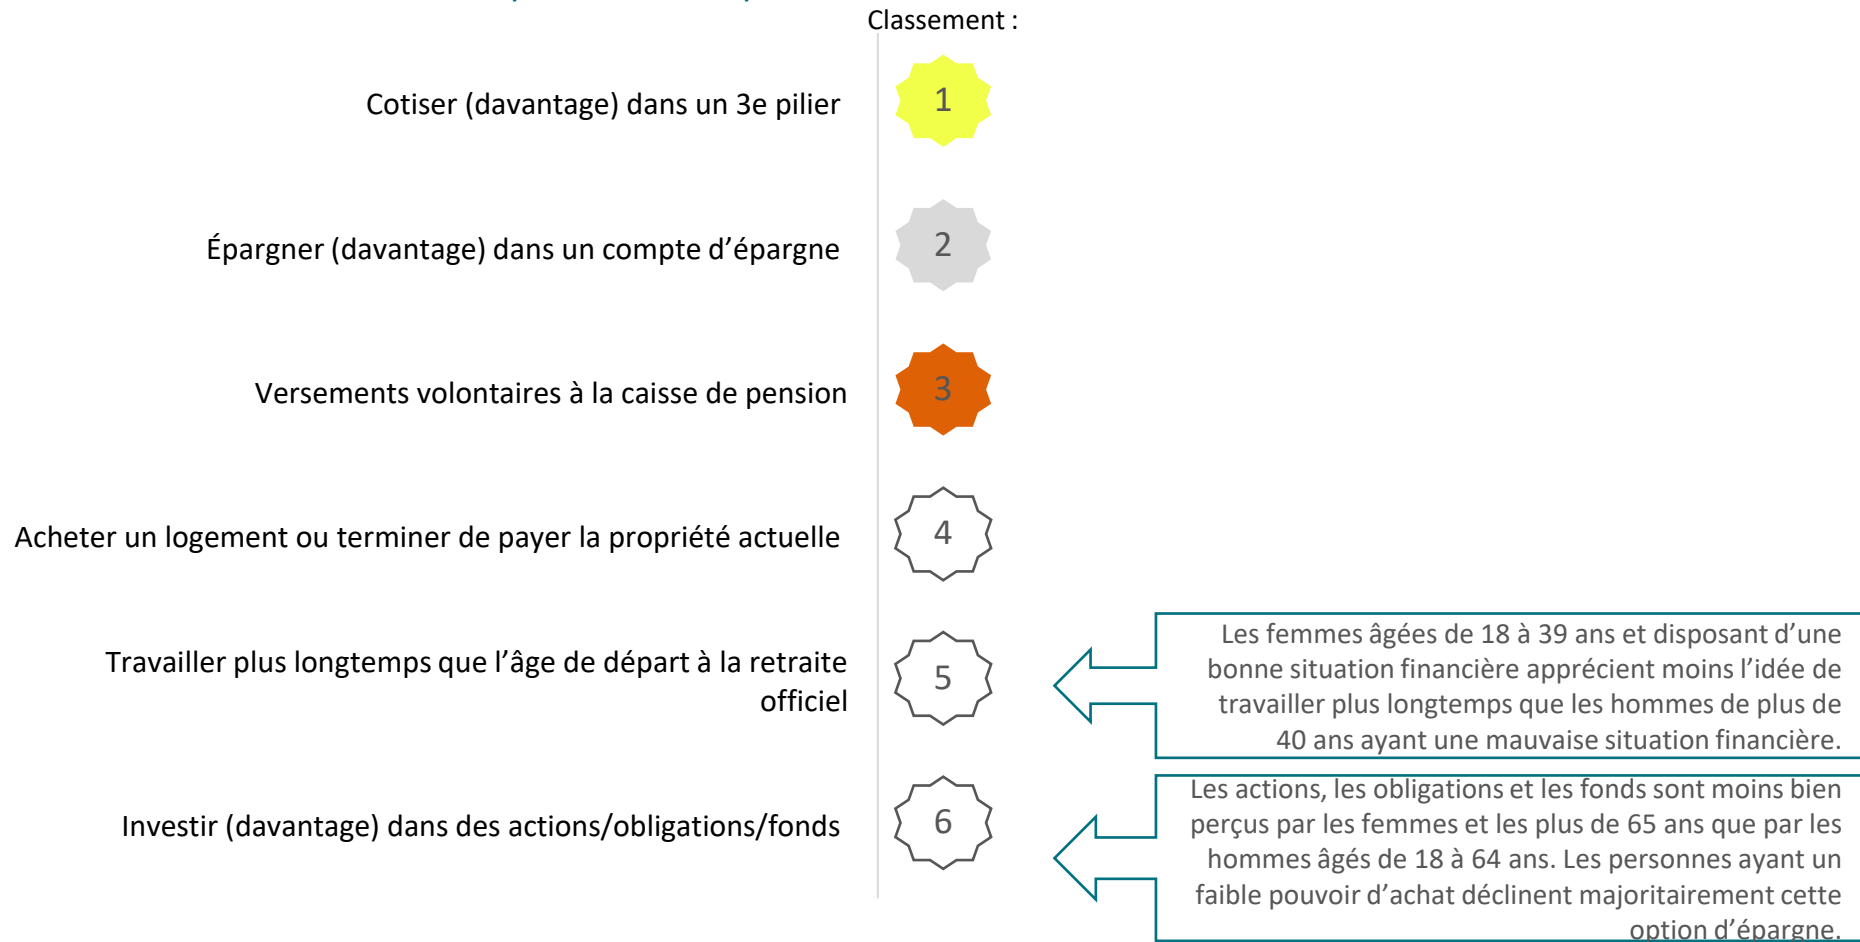 Classement :
Cotiser (davantage) dans un 3e pilier
1
Épargner (davantage) dans un compte d’épargne
2
Versements volontaires à la caisse de pension
3
Acheter un logement ou terminer de payer la propriété actuelle
4
Travailler plus longtemps que l’âge de départ à la retraite
officiel
5
Les femmes âgées de 18 à 39 ans et disposant d’une
bonne situation financière apprécient moins l’idée de
travailler plus longtemps que les hommes de plus de
40 ans ayant une mauvaise situation financière.
Investir (davantage) dans des actions/obligations/fonds
6
Les actions, les obligations et les fonds sont moins bien
perçus par les femmes et les plus de 65 ans que par les
hommes âgés de 18 à 64 ans. Les personnes ayant un
faible pouvoir d’achat déclinent majoritairement cette
option d’épargne.